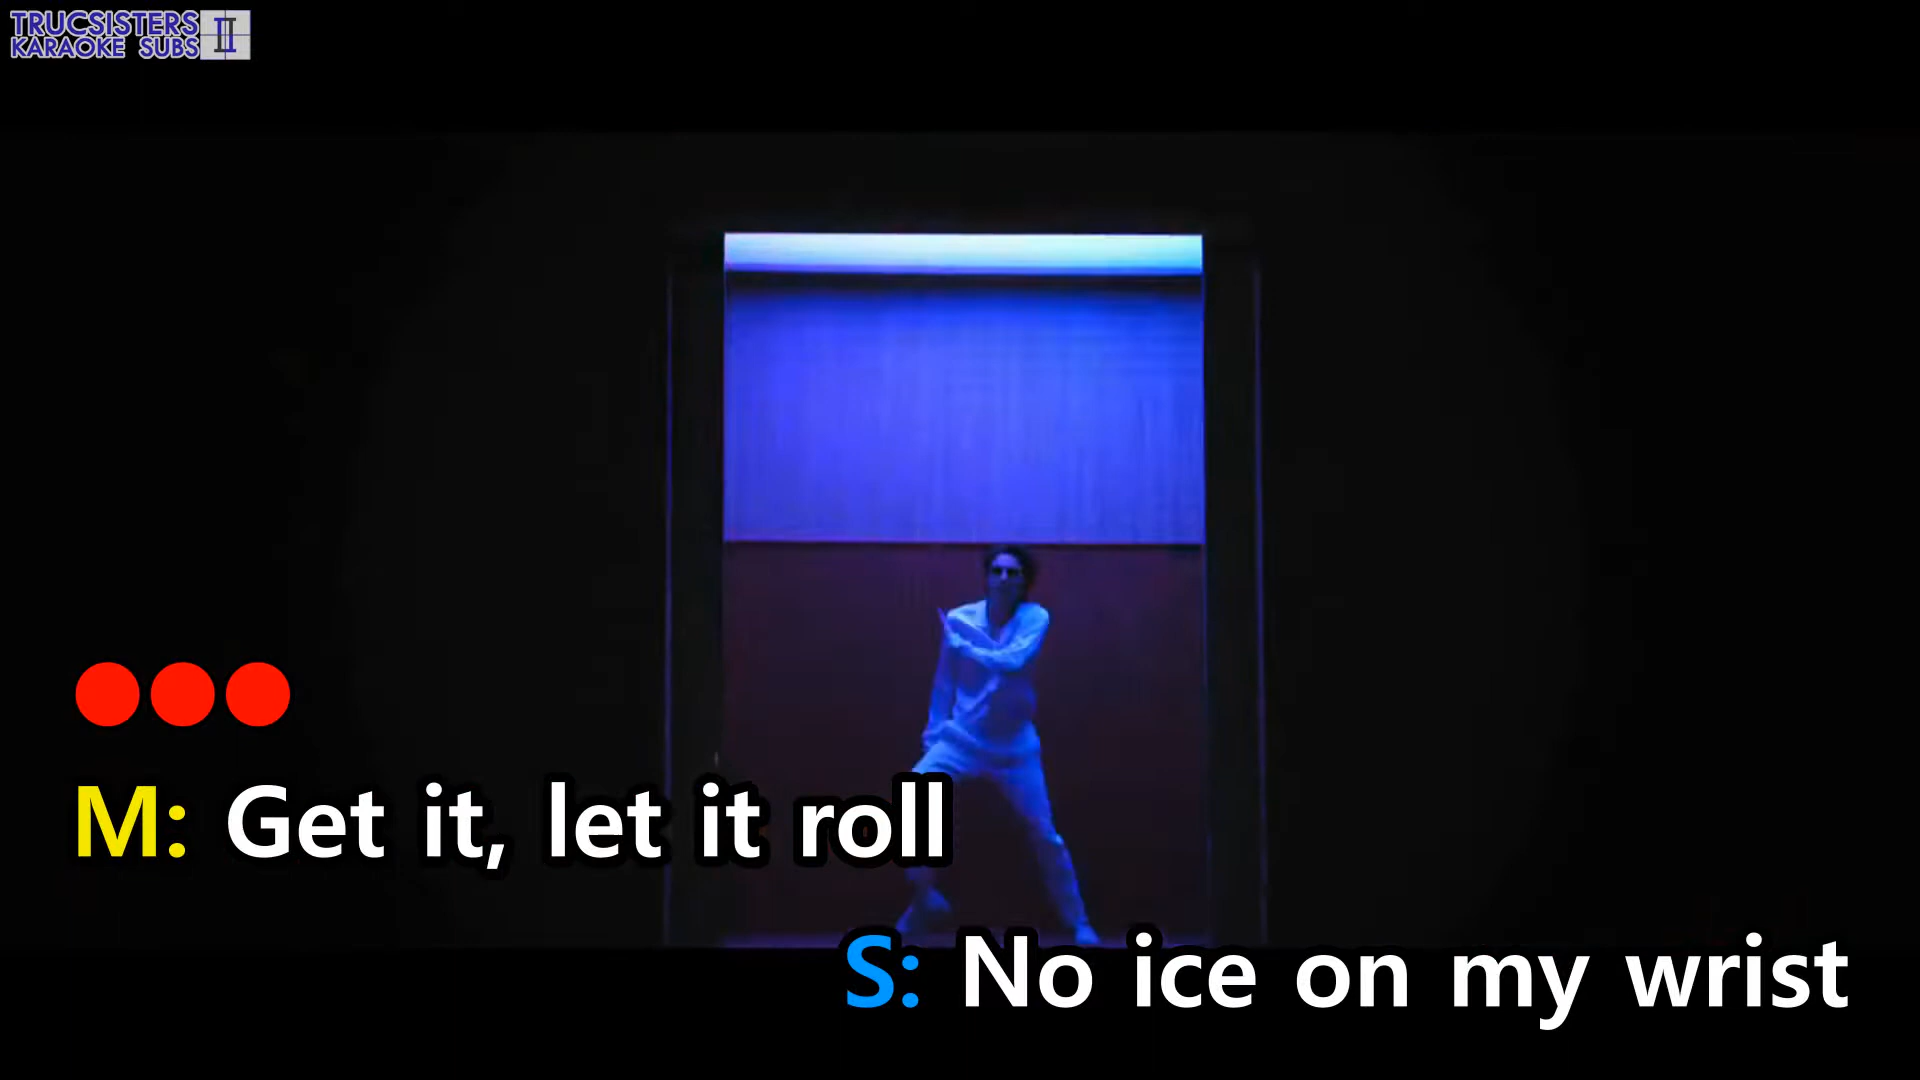 TRUCSISTERS
KARAOKE SUBS II
M: Get it, let it roll
S: No ice on my wrist